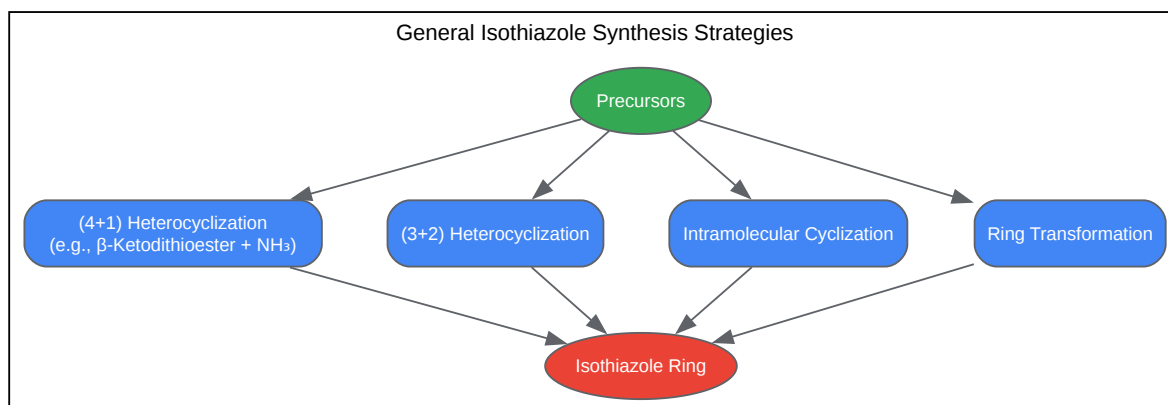 General Isothiazole Synthesis Strategies
Precursors
(4+1) Heterocyclization
(e.g., β-Ketodithioester + NH₃)
(3+2) Heterocyclization
Intramolecular Cyclization
Ring Transformation
Isothiazole Ring